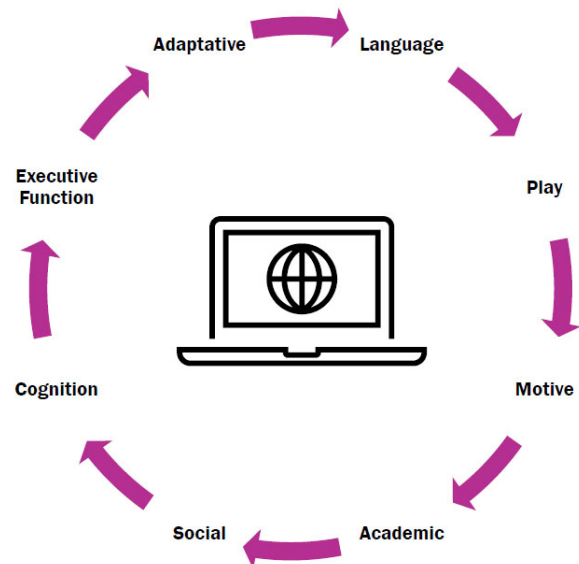 Adaptative
Language
Play
Motive
Academic
Social
Cognition
Executive
Function